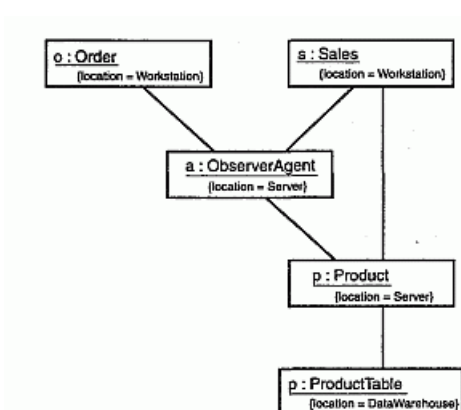 o : Order
{location = Workstation}
s : Sales
{location = Workstation}
a : ObserverAgent
{location = Server}
p : Product
{location = Server}
p : ProductTable
{location = DataWarehouse}